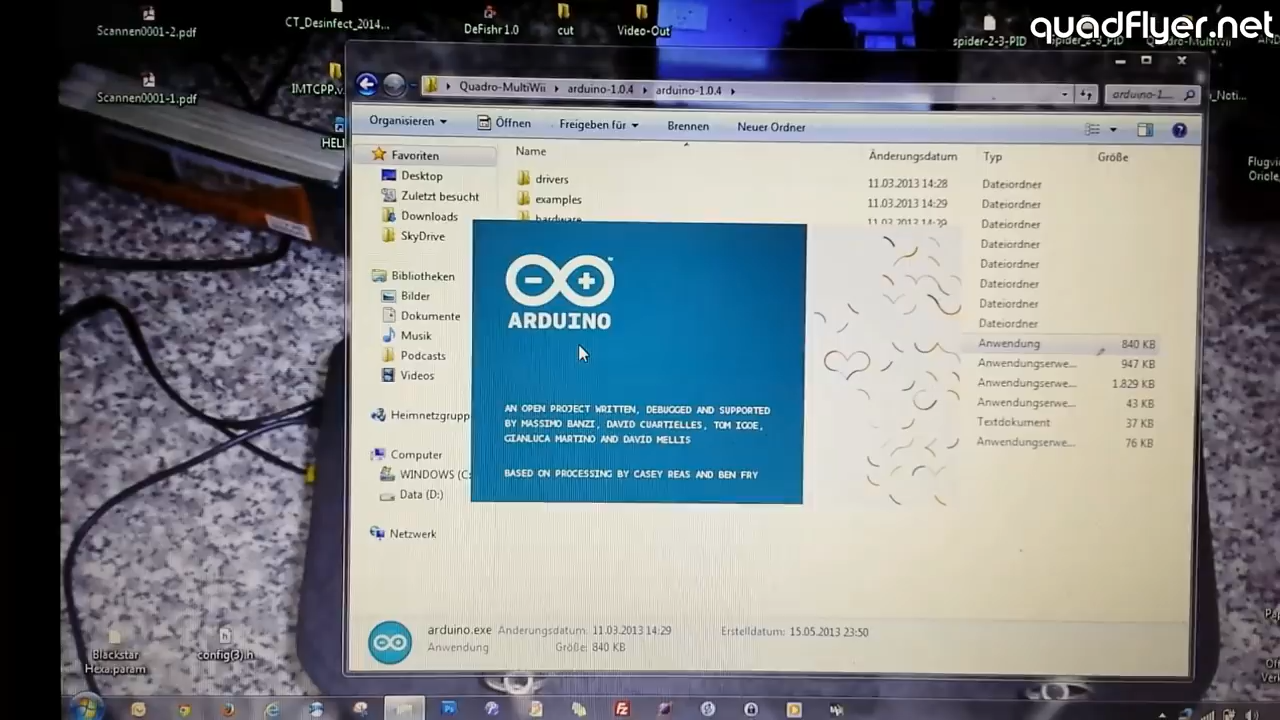 quadflyer.net
Scannen0001-2.pdf
CT_Desinfect_2014...
DeFishr 1.0
cut
Video-Out
spider-2-3-PID
Scannen0001-1.pdf
Quadro-MultiWii
arduino-1.0.4
arduino-1.0.4
arduino-1...
Organisieren
Öffnen
Freigeben für
Brennen
Neuer Ordner
Favoriten
Desktop
Zuletzt besucht
Downloads
SkyDrive
Bibliotheken
Bilder
Dokumente
Musik
Podcasts
Videos
Heimnetzgrupp
Computer
WINDOWS (C:
Data (D:)
Netzwerk
Name
Änderungsdatum
Typ
Größe
drivers
11.03.2013 14:28
Dateiordner
examples
11.03.2013 14:29
Dateiordner
hardware
11.03.2013 14:29
Dateiordner
Dateiordner
Dateiordner
Dateiordner
Dateiordner
Dateiordner
Anwendung
840 KB
Anwendungserwe...
947 KB
Anwendungserwe...
1.829 KB
Anwendungserwe...
43 KB
Textdokument
37 KB
Anwendungserwe...
76 KB
ARDUINO
AN OPEN PROJECT WRITTEN, DEBUGGED AND SUPPORTED
BY MASSIMO BANZI, DAVID CUARTIELLES, TOM IGOE,
GIANLUCA MARTINO AND DAVID MELLIS
BASED ON PROCESSING BY CASEY REAS AND BEN FRY
arduino.exe Änderungsdatum: 11.03.2013 14:29
Erstelldatum: 15.05.2013 23:50
Anwendung
Größe: 840 KB
Blackstar
Hexa.param
config(3).h